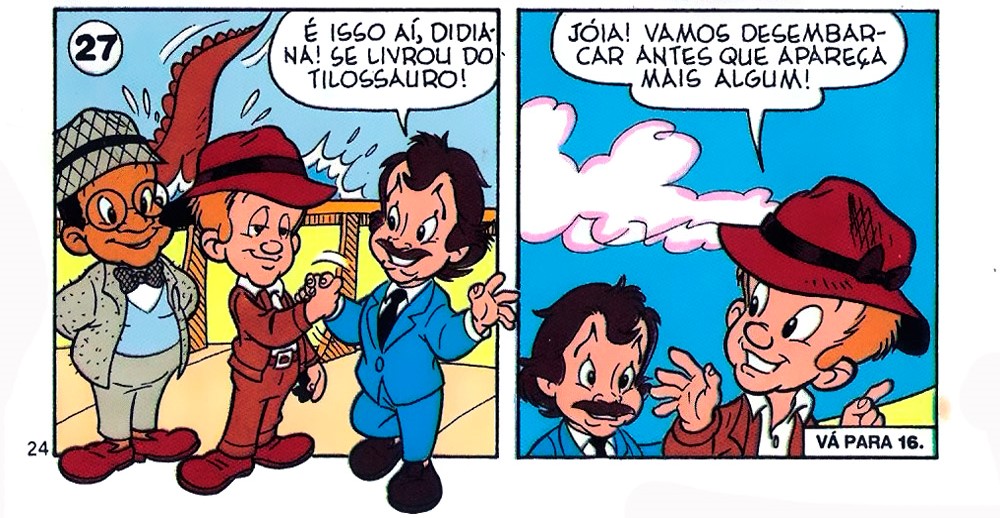 27
É ISSO AÍ, DIDIA-
NA! SE LIVROU DO
TILOSSAURO!
JÓIA! VAMOS DESEMBAR-
CAR ANTES QUE APAREÇA
MAIS ALGUM!
24
VÁ PARA 16.